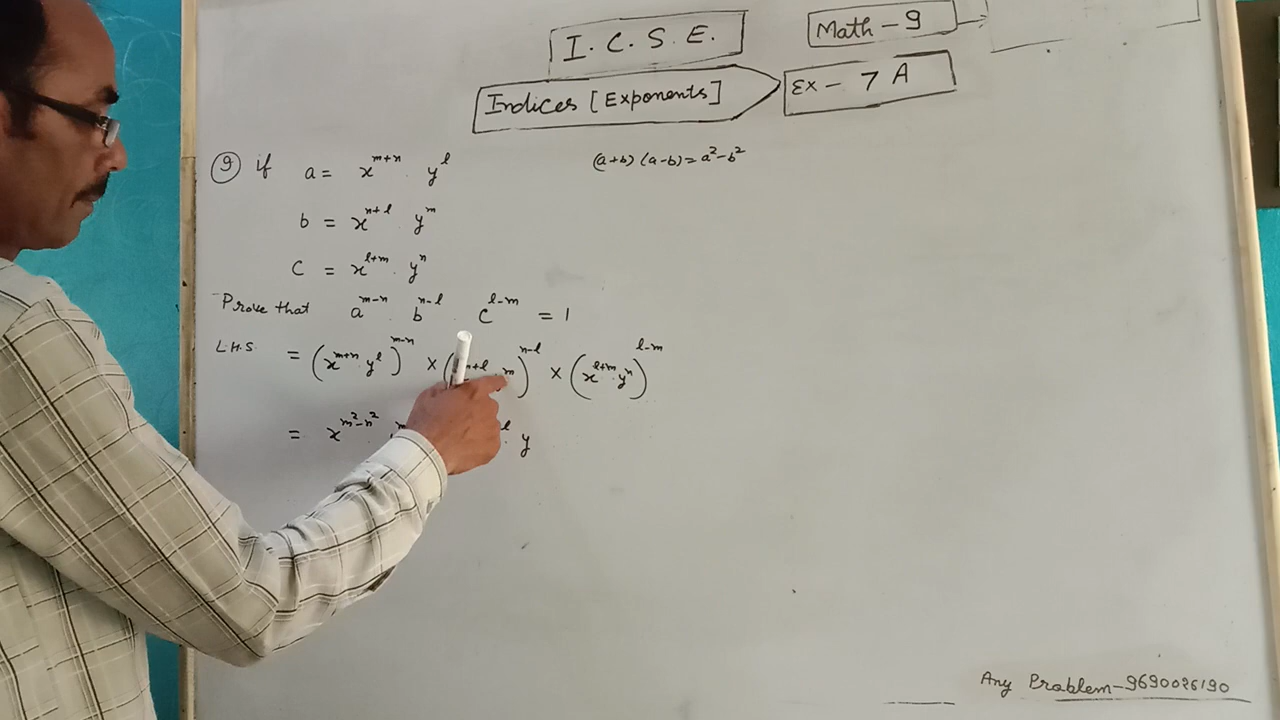 I. C. S. E.
Math - 9
Indices [Exponents]
Ex - 7 A
(a+b) (a-b) = a² - b²
⑨ if a = x^{m+n} . y^l
b = x^{n+l} . y^m
c = x^{l+m} . y^n
Prove that a^{m-n} . b^{n-l} . c^{l-m} = 1
L.H.S. = (x^{m+n} . y^l)^{m-n} × ( +l . m)^{n-l} × (x^{l+m} . y^n)^{l-m}
= x^{m²-n²} . y
Any Problem - 9690026190